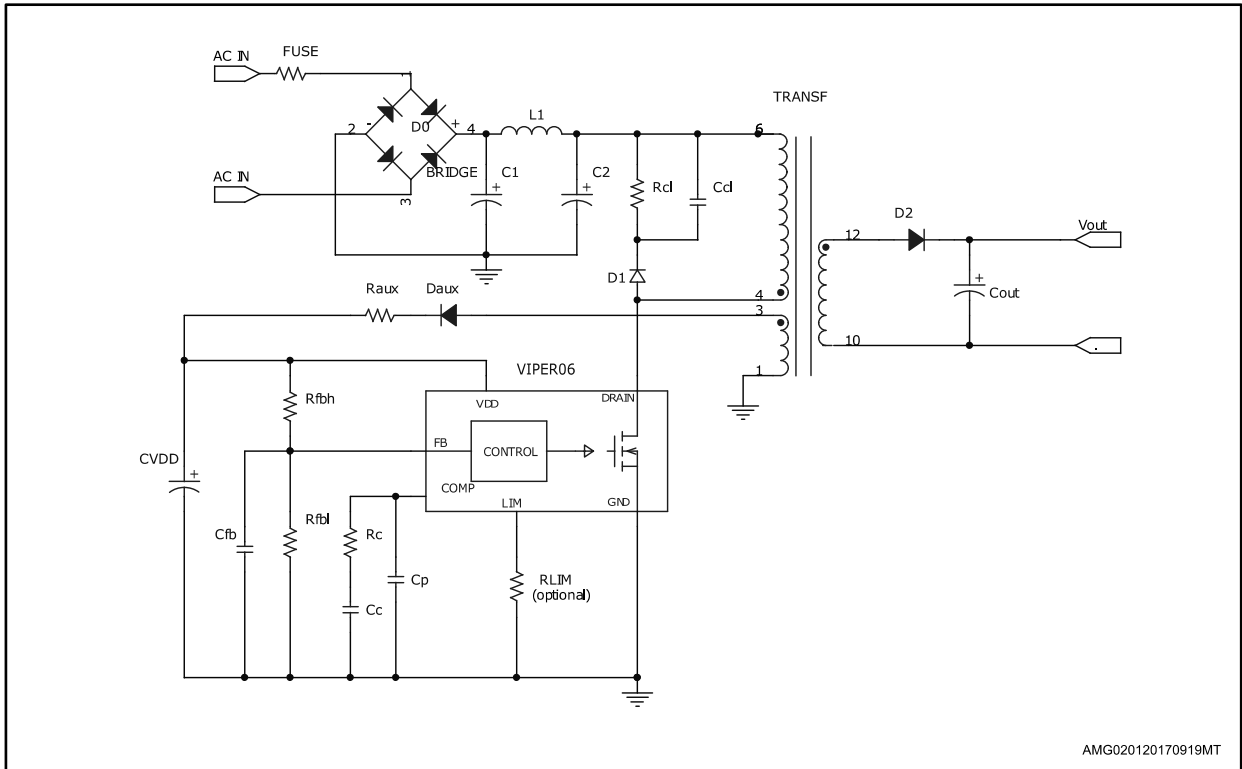 FUSE
AC IN
1
TRANSF
L1
2
-
D0
+
4
6
BRIDGE
C1
+
C2
+
Rcl
Ccl
AC IN
3
D2
Vout
12
D1
+
Cout
4
Raux
Daux
3
10
.
1
VIPER06
Rfbh
VDD
DRAIN
FB
CONTROL
CVDD
+
COMP
LIM
GND
Cfb
Rfbl
Rc
Cp
RLIM
(optional)
Cc
AMG020120170919MT